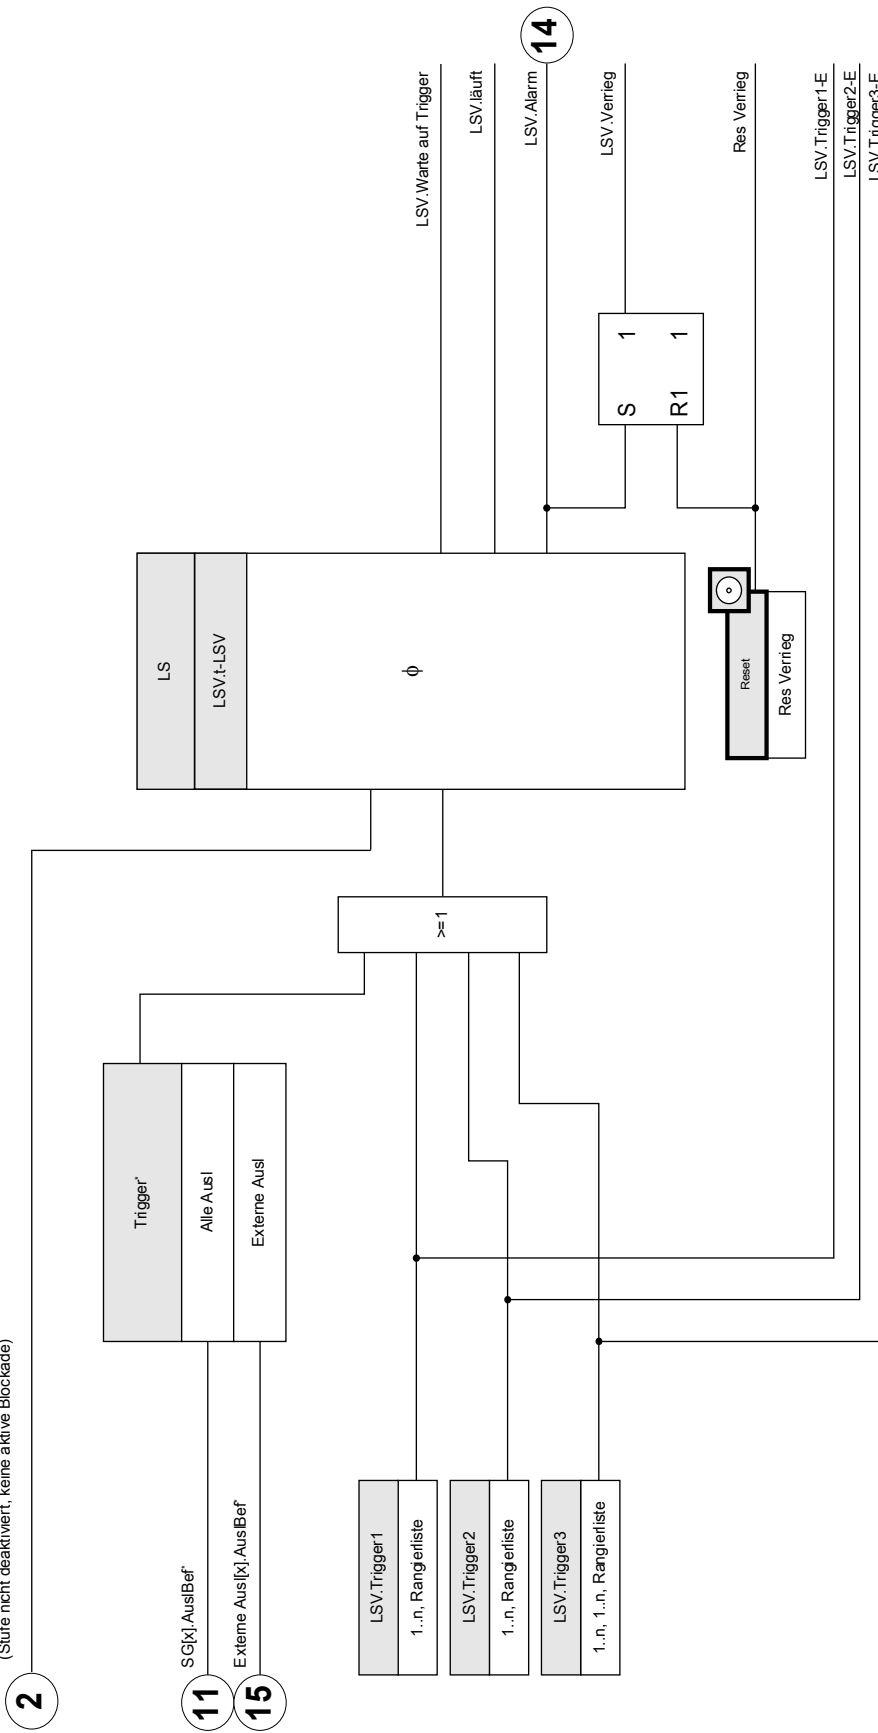 2
(Stufe nicht deaktiviert, keine aktive Blockade)
11
SG[x].AuslBef*
15
Externe Ausl[x].AuslBef*
Trigger*
Alle Ausl
Externe Ausl
LSV.Trigger1
1..n, Rangierliste
LSV.Trigger2
1..n, Rangierliste
LSV.Trigger3
1..n, 1..n, Rangierliste
>=1
LS
LSV.t-LSV
ϕ
LSV.Warte auf Trigger
LSV.läuft
LSV.Alarm
14
S 1
R1 1
LSV.Verrieg
Reset
Res Verrieg
Res Verrieg
LSV.Trigger1-E
LSV.Trigger2-E
LSV.Trigger3-E